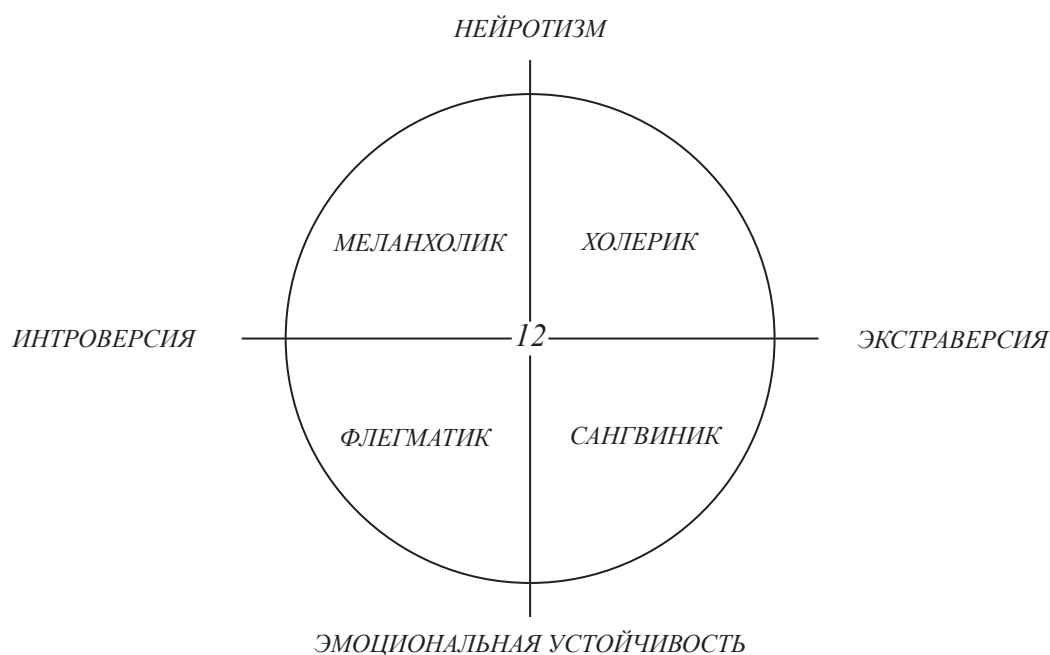 НЕЙРОТИЗМ
МЕЛАНХОЛИК ХОЛЕРИК
ИНТРОВЕРСИЯ 12 ЭКСТРАВЕРСИЯ
ФЛЕГМАТИК САНГВИНИК
ЭМОЦИОНАЛЬНАЯ УСТОЙЧИВОСТЬ